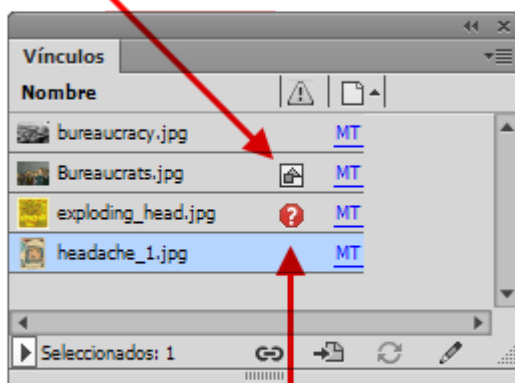 Vínculos
Nombre
bureaucracy.jpg MT
Bureaucrats.jpg MT
exploding_head.jpg MT
headache_1.jpg MT
Seleccionados: 1